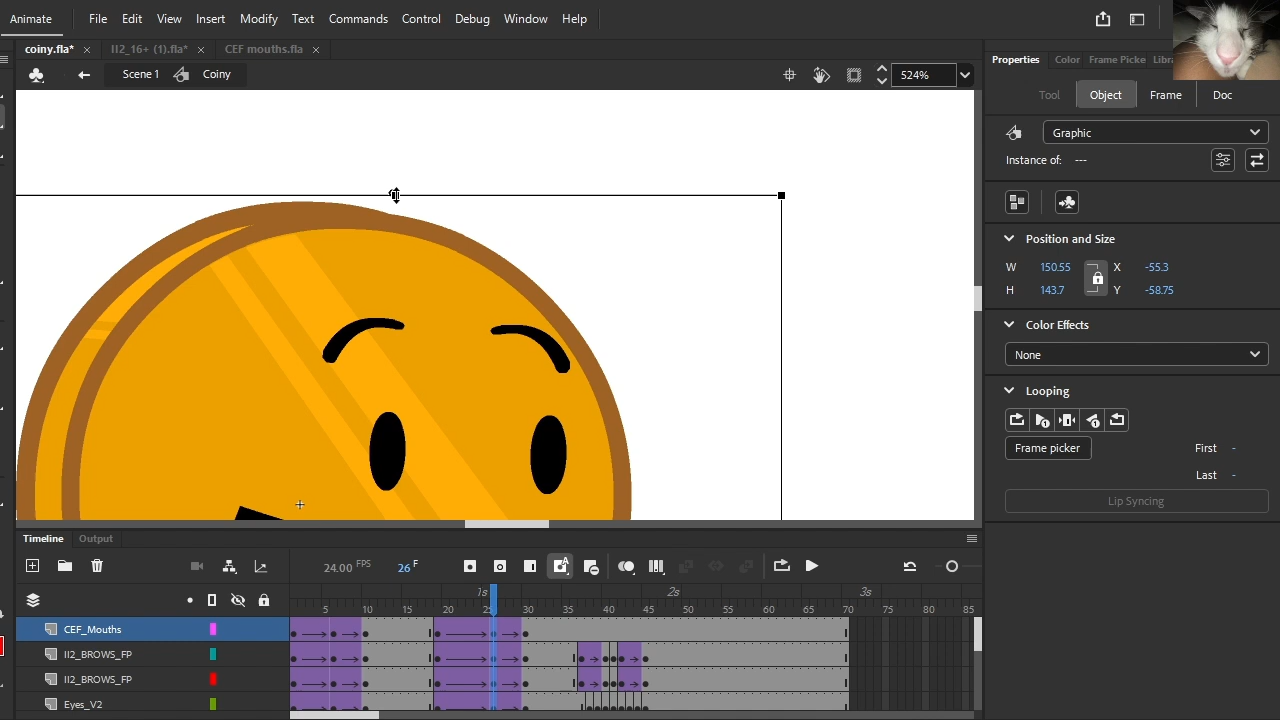 Animate File Edit View Insert Modify Text Commands Control Debug Window Help
coiny.fla* × II2_16+ (1).fla* × CEF mouths.fla ×
Scene 1 Coiny 524%
Properties Color Frame Picke Libra
Tool Object Frame Doc
Graphic
Instance of: ---
Position and Size
W 150.55 X -55.3
H 143.7 Y -58.75
Color Effects
None
Looping
Frame picker First -
Last -
Lip Syncing
Timeline Output
24.00 FPS 26 F
1s 2s 3s
5 10 15 20 25 30 35 40 45 50 55 60 65 70 75 80 85
CEF_Mouths
II2_BROWS_FP
II2_BROWS_FP
Eyes_V2